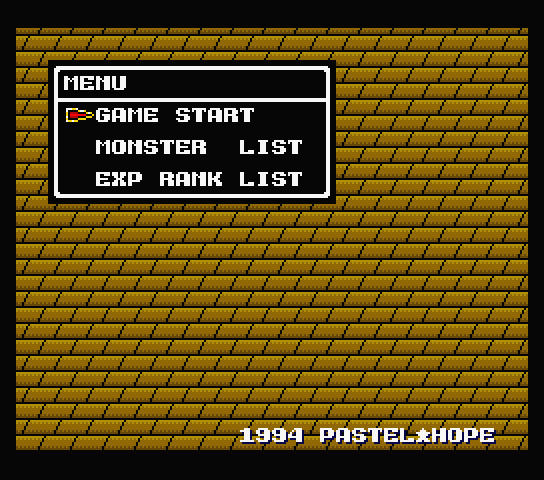 MENU
GAME START
MONSTER LIST
EXP RANK LIST
1994 PASTEL★HOPE